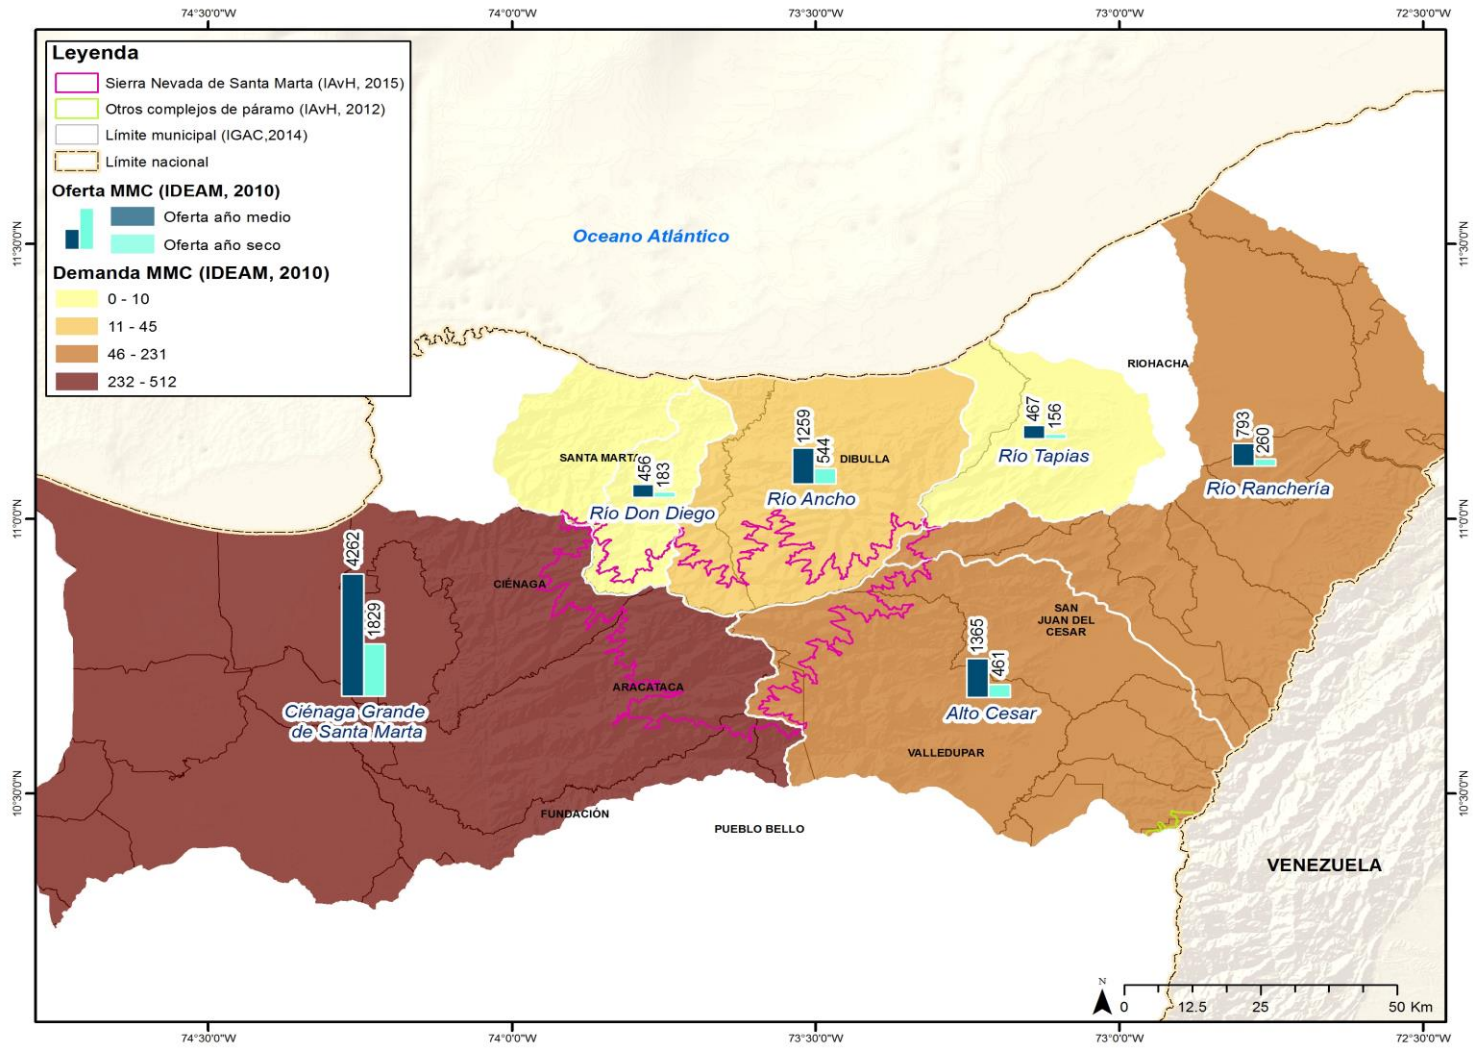 74°30'0"W
74°0'0"W
73°30'0"W
73°0'0"W
72°30'0"W
Leyenda
Sierra Nevada de Santa Marta (IAvH, 2015)
Otros complejos de páramo (IAvH, 2012)
Límite municipal (IGAC,2014)
Límite nacional
Oferta MMC (IDEAM, 2010)
Oferta año medio
Oferta año seco
Demanda MMC (IDEAM, 2010)
0 - 10
11 - 45
46 - 231
232 - 512
Oceano Atlántico
11°30'0"N
11°30'0"N
RIOHACHA
SANTA MARTA
456
183
Río Don Diego
1259
544
DIBULLA
Río Ancho
467
156
Río Tapias
793
260
Río Ranchería
11°0'0"N
11°0'0"N
4262
1829
Ciénaga Grande
de Santa Marta
CIÉNAGA
ARACATACA
SAN
JUAN DEL
CESAR
1365
461
Alto Cesar
VALLEDUPAR
10°30'0"N
10°30'0"N
FUNDACIÓN
PUEBLO BELLO
VENEZUELA
N
0
12.5
25
50 Km
74°30'0"W
74°0'0"W
73°30'0"W
73°0'0"W
72°30'0"W